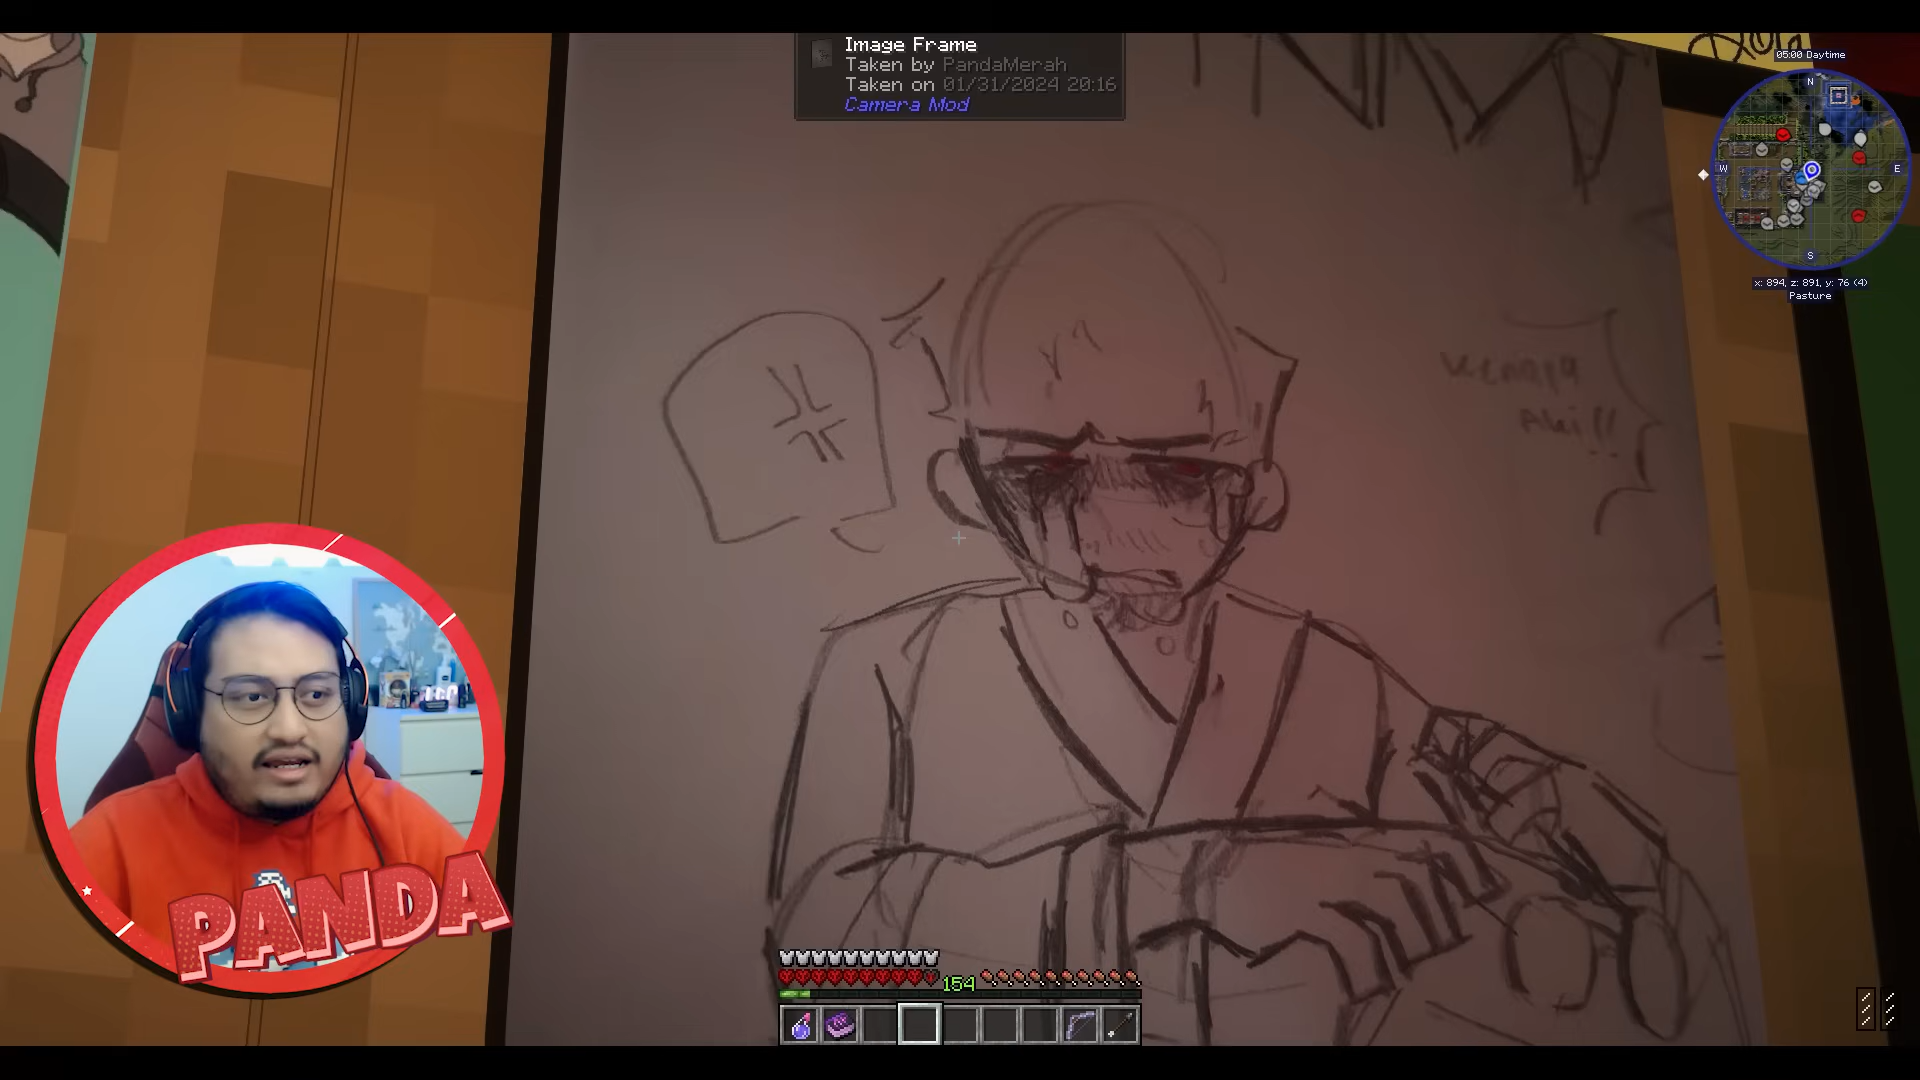 Image Frame
Taken by PandaMerah
Taken on 01/31/2024 20:16
Camera Mod
05:00 Daytime
N
W
E
S
x: 894, z: 891, y: 76 (4)
Pasture
PANDA
154